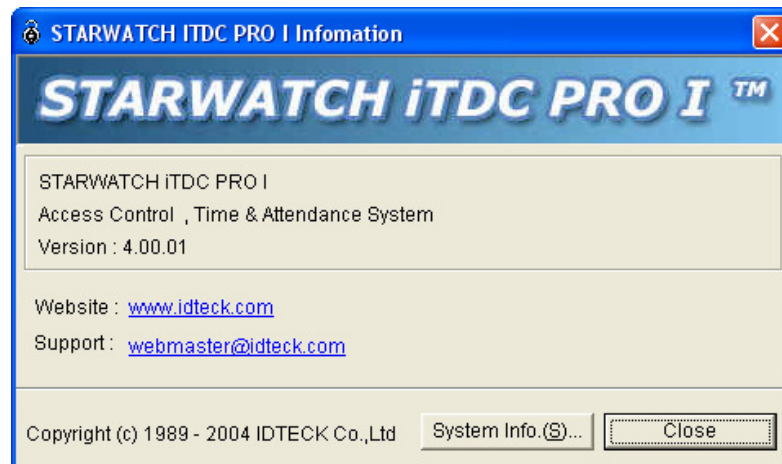 STARWATCH ITDC PRO I Infomation
STARWATCH iTDC PRO I ™
STARWATCH iTDC PRO I
Access Control , Time & Attendance System
Version : 4.00.01
Website : www.idteck.com
Support : webmaster@idteck.com
Copyright (c) 1989 - 2004 IDTECK Co.,Ltd System Info.(S)... Close